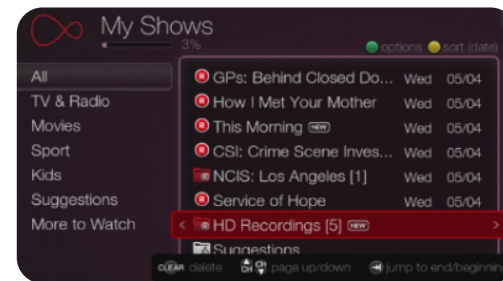 My Shows
3%
options sort (date)
All
TV & Radio
Movies
Sport
Kids
Suggestions
More to Watch
R GPs: Behind Closed Do... Wed 05/04
R How I Met Your Mother Wed 05/04
R This Morning NEW Wed 05/04
R CSI: Crime Scene Inves... Wed 05/04
NCIS: Los Angeles [1] Wed 05/04
R Service of Hope Wed 05/04
< HD Recordings [5] NEW >
Suggestions
CLEAR delete CH CH page up/down jump to end/beginnin